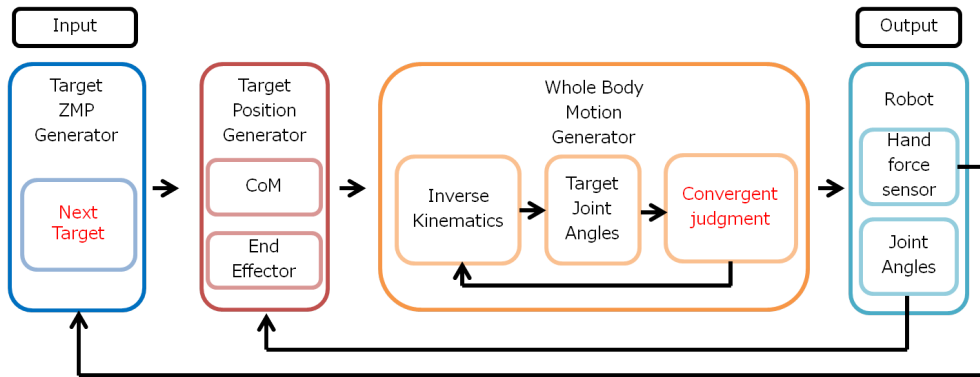 Input
Output
Target
ZMP
Generator
Next
Target
Target
Position
Generator
CoM
End
Effector
Whole Body
Motion
Generator
Inverse
Kinematics
Target
Joint
Angles
Convergent
judgment
Robot
Hand
force
sensor
Joint
Angles